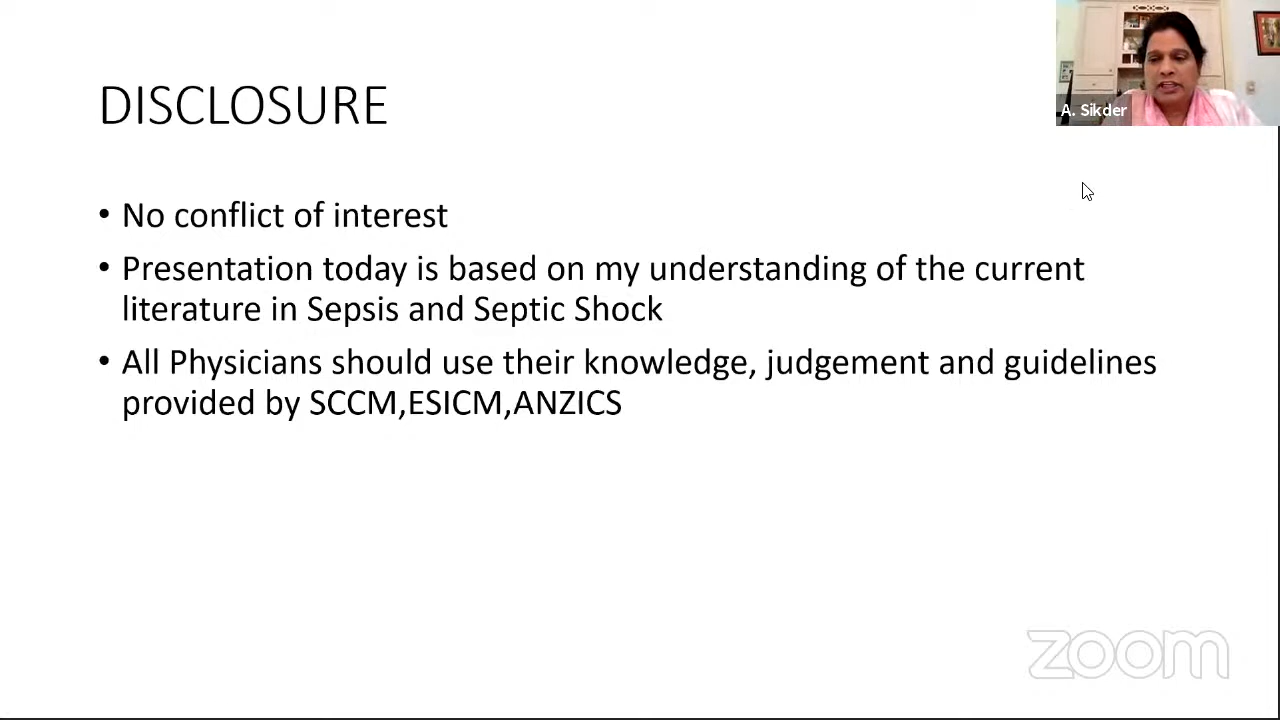 A. Sikder
DISCLOSURE
• No conflict of interest
• Presentation today is based on my understanding of the current
literature in Sepsis and Septic Shock
• All Physicians should use their knowledge, judgement and guidelines
provided by SCCM,ESICM,ANZICS
zoom